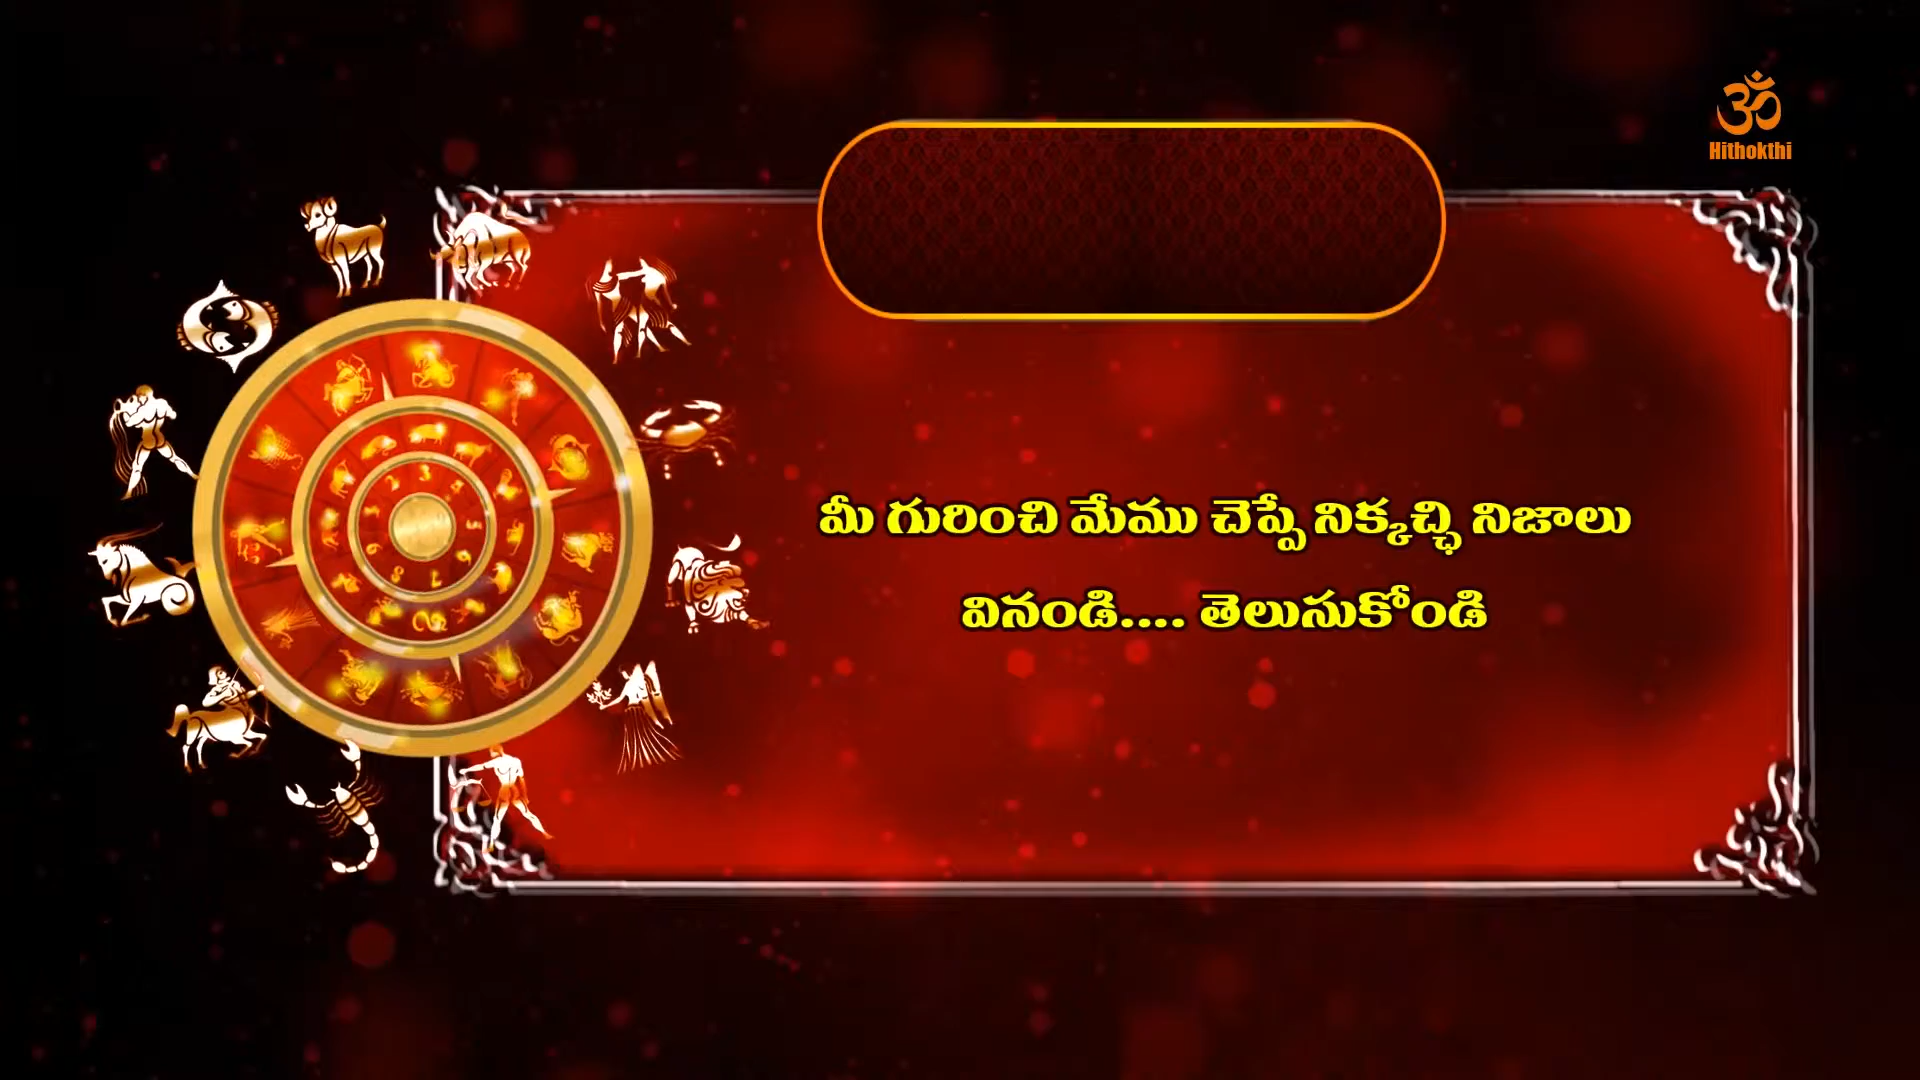 ॐ
Hithokthi
మీ గురించి మేము చెప్పే నిక్కచ్ఛి నిజాలు
వినండి.... తెలుసుకోండి